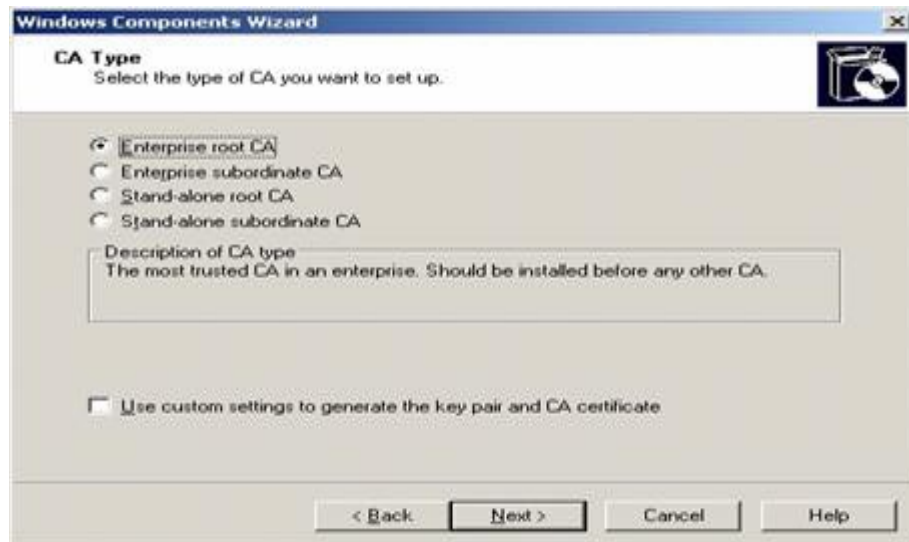 Windows Components Wizard
CA Type
Select the type of CA you want to set up.
Enterprise root CA
Enterprise subordinate CA
Stand-alone root CA
Stand-alone subordinate CA
Description of CA type
The most trusted CA in an enterprise. Should be installed before any other CA.
Use custom settings to generate the key pair and CA certificate
< Back Next > Cancel Help